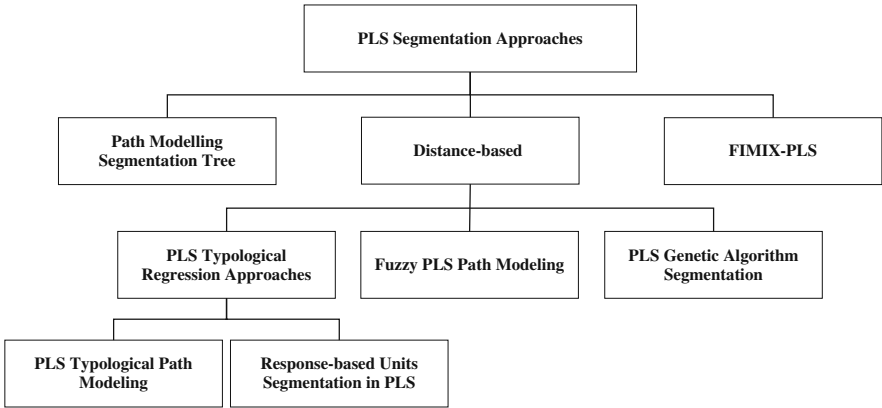 PLS Segmentation Approaches
Path Modelling
Segmentation Tree
Distance-based
FIMIX-PLS
PLS Typological
Regression Approaches
Fuzzy PLS Path Modeling
PLS Genetic Algorithm
Segmentation
PLS Typological Path
Modeling
Response-based Units
Segmentation in PLS